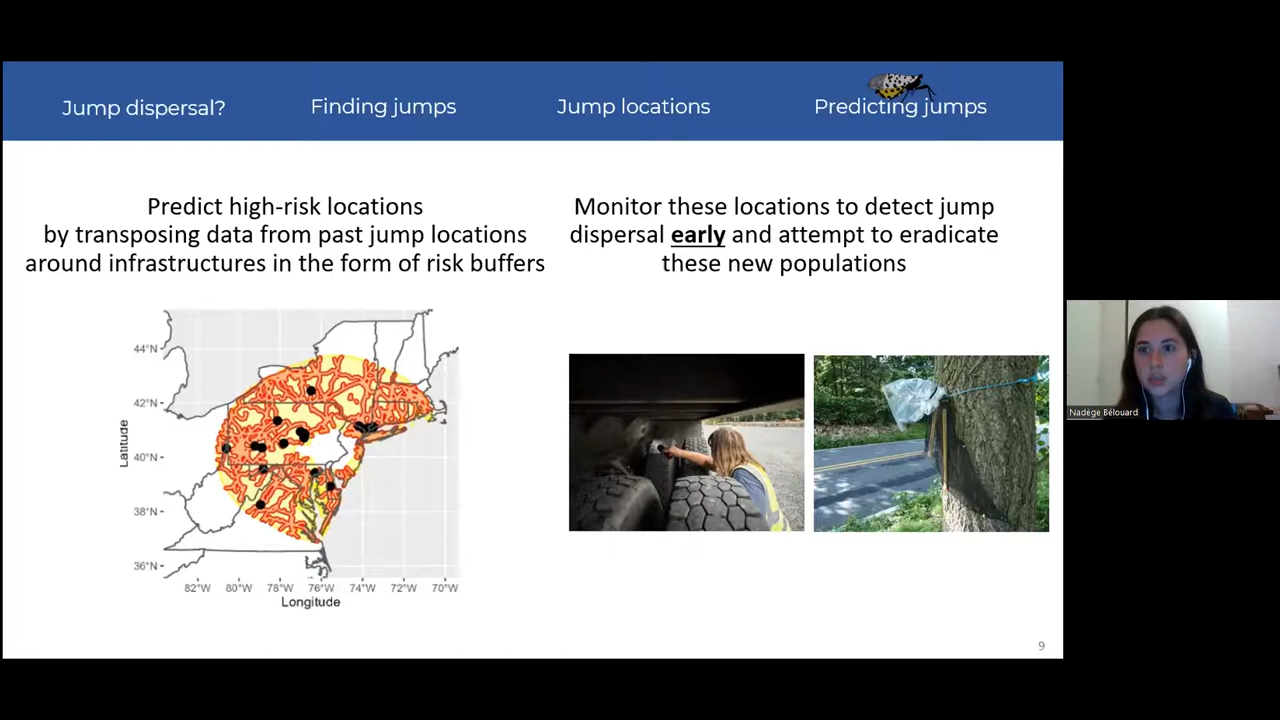 Jump dispersal?
Finding jumps
Jump locations
Predicting jumps
Predict high-risk locations
by transposing data from past jump locations
around infrastructures in the form of risk buffers
Monitor these locations to detect jump
dispersal early and attempt to eradicate
these new populations
44°N
42°N
40°N
38°N
36°N
Latitude
82°W 80°W 78°W 76°W 74°W 72°W 70°W
Longitude
Nadège Bélouard
9